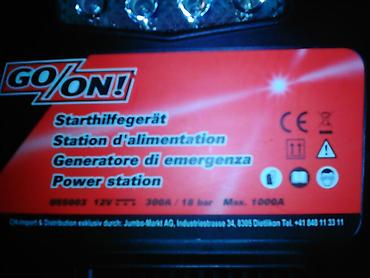 GO/ON!
Starthilfegerät
Station d'alimentation
Generatore di emergenza
Power station
12V 300A / 18 bar Max. 1000A
CH-Import & Distribution exklusiv durch: Jumbo-Markt AG, Industriestrasse 34, 8305 Dietlikon Tel. +41 848 11 33 11
CE